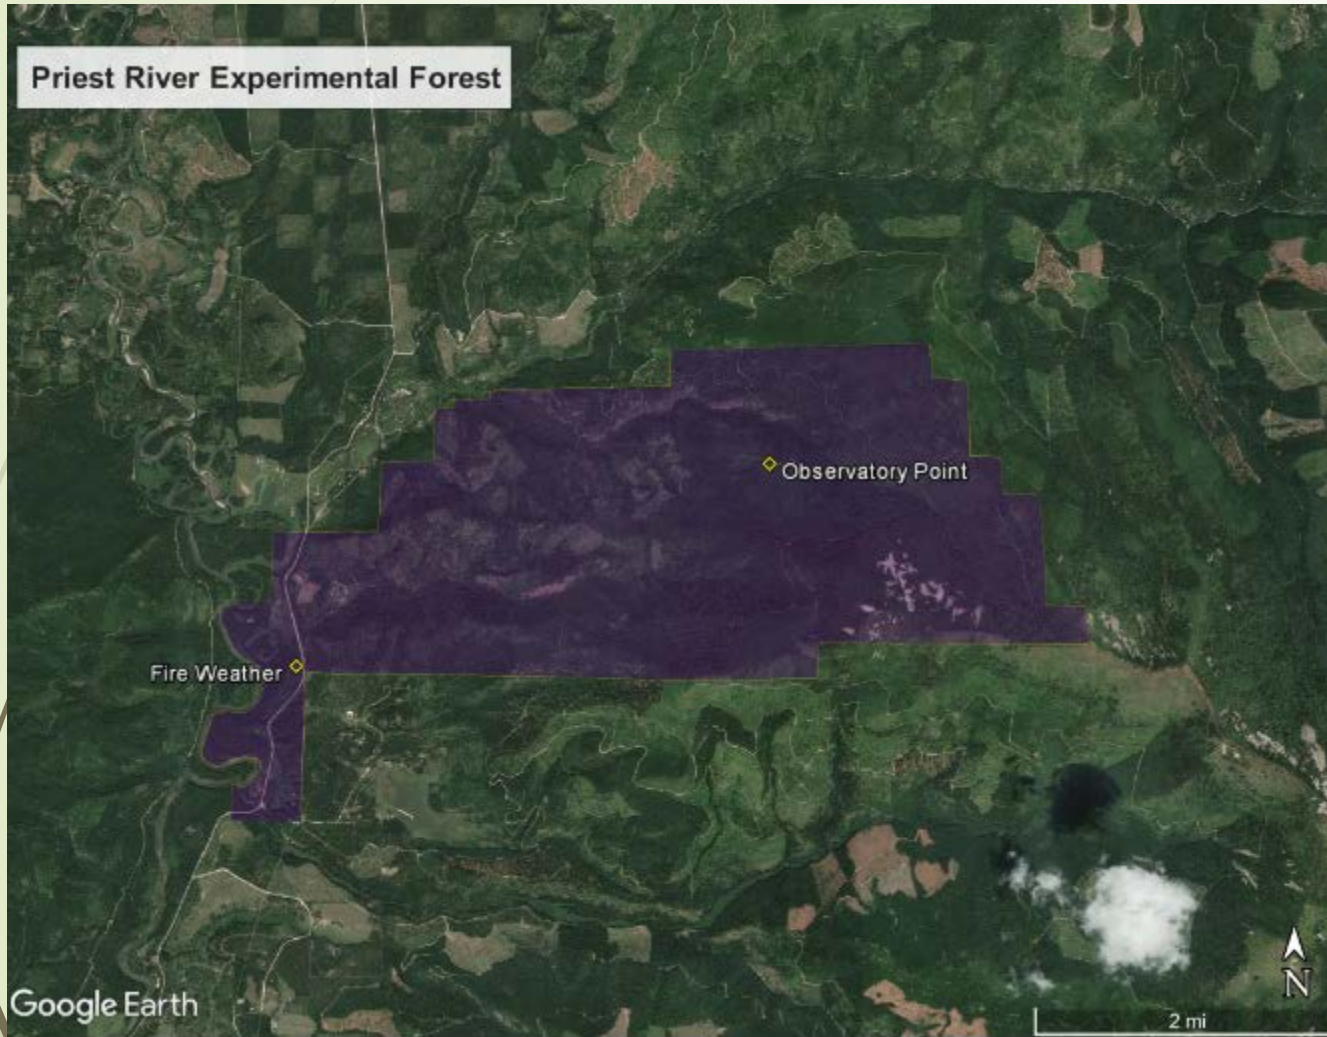 Priest River Experimental Forest
Observatory Point
Fire Weather
N
Google Earth
2 mi